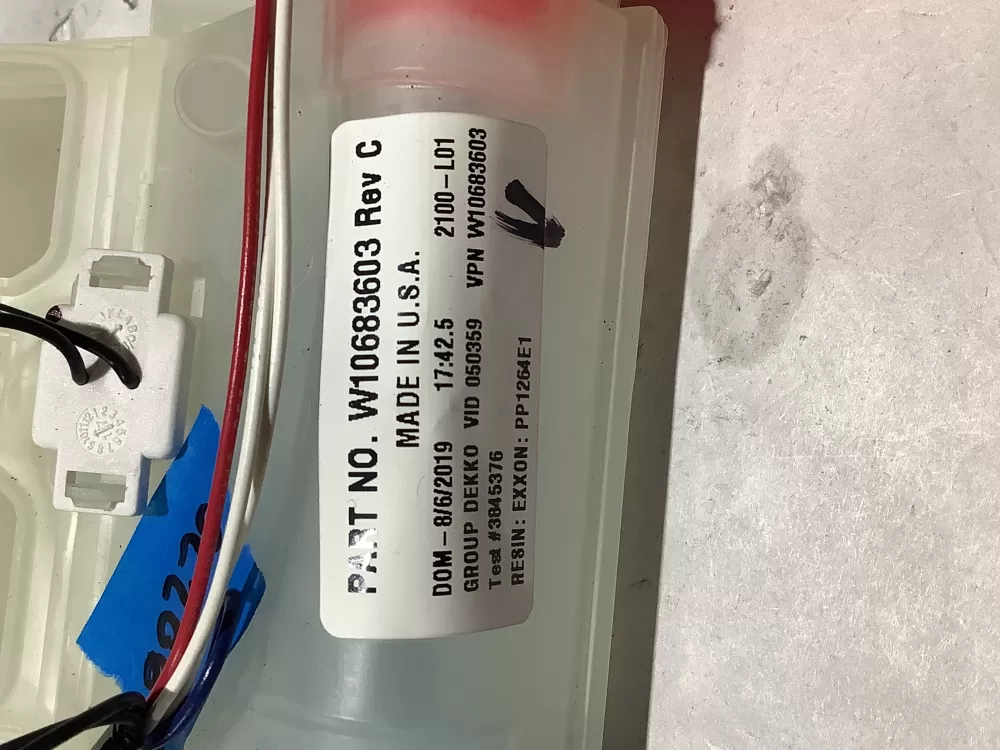 PART NO. W10683603 Rev C
MADE IN U.S.A.
DOM-8/6/2019 17:42.5 2100-L01
GROUP DEKKO VID 050359 VPN W10683603
Test #3845376
RESIN: EXXON: PP1264E1